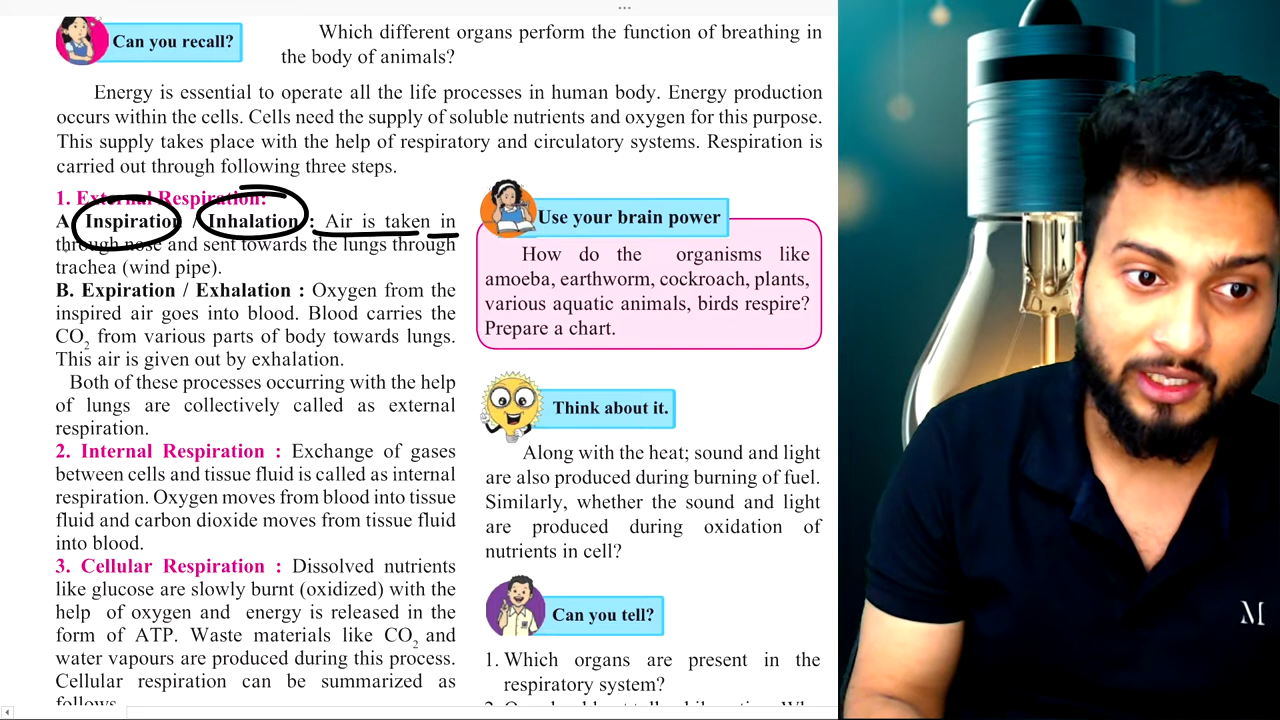 Can you recall?
Which different organs perform the function of breathing in
the body of animals?
Energy is essential to operate all the life processes in human body. Energy production
occurs within the cells. Cells need the supply of soluble nutrients and oxygen for this purpose.
This supply takes place with the help of respiratory and circulatory systems. Respiration is
carried out through following three steps.
1. External Respiration:
A. Inspiration / Inhalation : Air is taken in
through nose and sent towards the lungs through
trachea (wind pipe).
B. Expiration / Exhalation : Oxygen from the
inspired air goes into blood. Blood carries the
CO2 from various parts of body towards lungs.
This air is given out by exhalation.
Both of these processes occurring with the help
of lungs are collectively called as external
respiration.
2. Internal Respiration : Exchange of gases
between cells and tissue fluid is called as internal
respiration. Oxygen moves from blood into tissue
fluid and carbon dioxide moves from tissue fluid
into blood.
3. Cellular Respiration : Dissolved nutrients
like glucose are slowly burnt (oxidized) with the
help of oxygen and energy is released in the
form of ATP. Waste materials like CO2 and
water vapours are produced during this process.
Cellular respiration can be summarized as
follows
Use your brain power
How do the organisms like
amoeba, earthworm, cockroach, plants,
various aquatic animals, birds respire?
Prepare a chart.
Think about it.
Along with the heat; sound and light
are also produced during burning of fuel.
Similarly, whether the sound and light
are produced during oxidation of
nutrients in cell?
Can you tell?
1. Which organs are present in the
respiratory system?
M